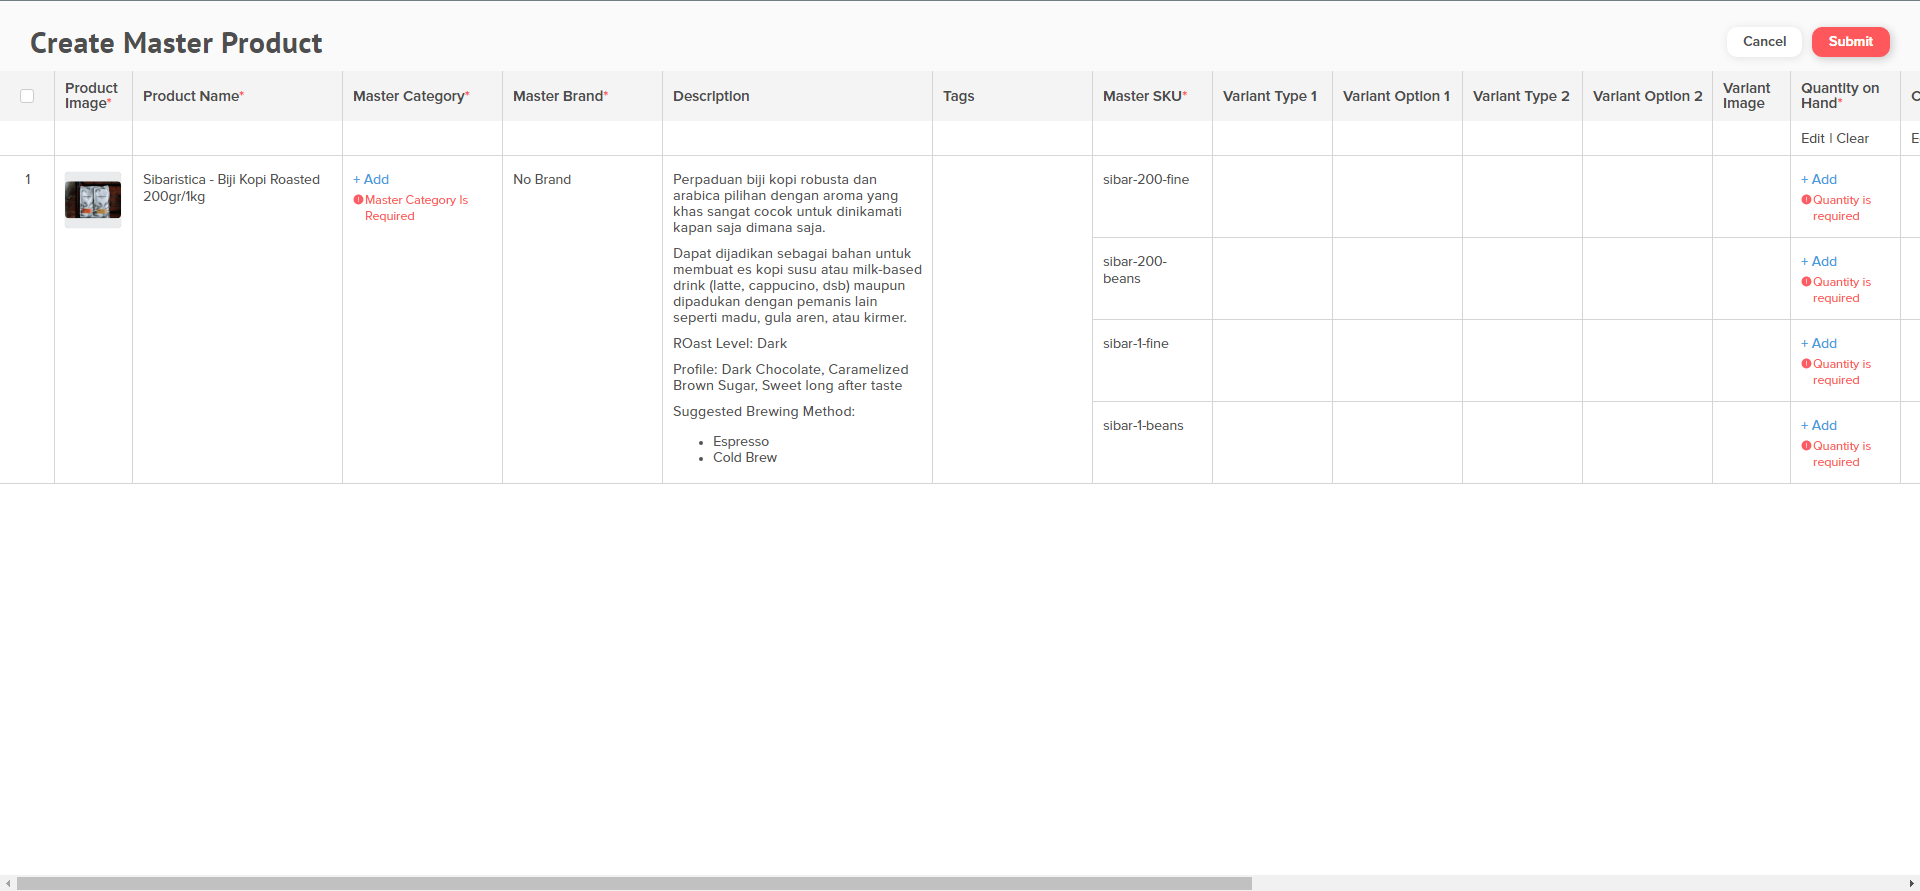 Create Master Product
Cancel
Submit
Product
Image*
Product Name*
Master Category*
Master Brand*
Description
Tags
Master SKU*
Variant Type 1
Variant Option 1
Variant Type 2
Variant Option 2
Variant
Image
Quantity on
Hand*
Edit | Clear
1
Sibaristica - Biji Kopi Roasted
200gr/1kg
+ Add
Master Category Is
Required
No Brand
Perpaduan biji kopi robusta dan
arabica pilihan dengan aroma yang
khas sangat cocok untuk dinikamati
kapan saja dimana saja.
Dapat dijadikan sebagai bahan untuk
membuat es kopi susu atau milk-based
drink (latte, cappucino, dsb) maupun
dipadukan dengan pemanis lain
seperti madu, gula aren, atau kirmer.
ROast Level: Dark
Profile: Dark Chocolate, Caramelized
Brown Sugar, Sweet long after taste
Suggested Brewing Method:
• Espresso
• Cold Brew
sibar-200-fine
+ Add
Quantity is
required
sibar-200-
beans
+ Add
Quantity is
required
sibar-1-fine
+ Add
Quantity is
required
sibar-1-beans
+ Add
Quantity is
required